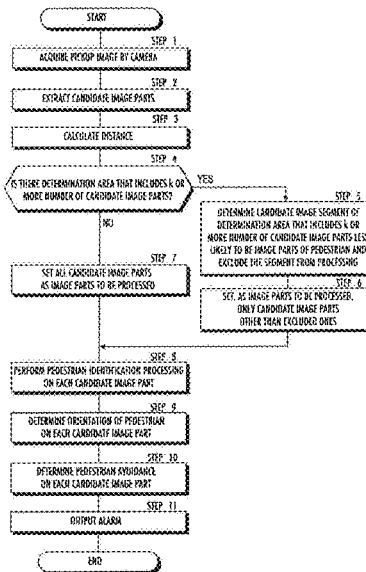 START
STEP 1
ACQUIRE PICKUP IMAGE BY CAMERA
STEP 2
EXTRACT CANDIDATE IMAGE PARTS
STEP 3
CALCULATE DISTANCE
STEP 4
IS THERE DETERMINATION AREA THAT INCLUDES k OR
MORE NUMBER OF CANDIDATE IMAGE PARTS?
YES
NO
STEP 5
DETERMINE CANDIDATE IMAGE SEGMENT OF
DETERMINATION AREA THAT INCLUDES k OR
MORE NUMBER OF CANDIDATE IMAGE PARTS LESS
LIKELY TO BE IMAGE PARTS OF PEDESTRIAN AND
EXCLUDE THE SEGMENT FROM PROCESSING
STEP 6
SET, AS IMAGE PARTS TO BE PROCESSED,
ONLY CANDIDATE IMAGE PARTS
OTHER THAN EXCLUDED ONES
STEP 7
SET ALL CANDIDATE IMAGE PARTS
AS IMAGE PARTS TO BE PROCESSED
STEP 8
PERFORM PEDESTRIAN IDENTIFICATION PROCESSING
ON EACH CANDIDATE IMAGE PART
STEP 9
DETERMINE ORIENTATION OF PEDESTRIAN
ON EACH CANDIDATE IMAGE PART
STEP 10
DETERMINE PEDESTRIAN AVOIDANCE
ON EACH CANDIDATE IMAGE PART
STEP 11
OUTPUT ALARM
END